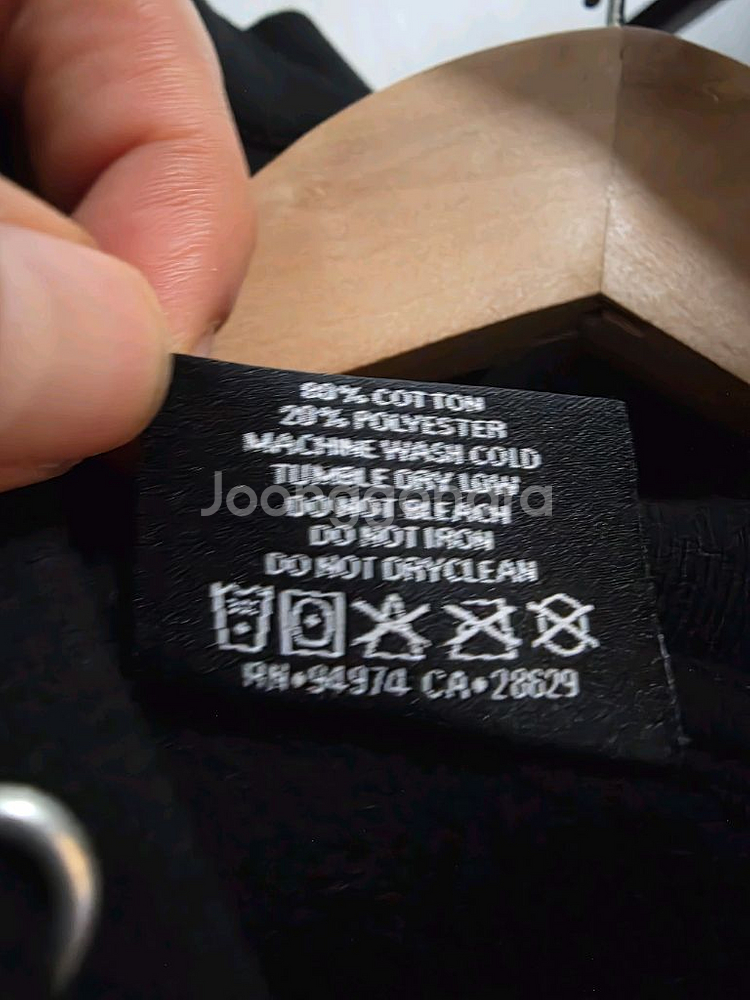 80% COTTON
20% POLYESTER
MACHINE WASH COLD
TUMBLE DRY LOW
Joonggonara
DO NOT BLEACH
DO NOT IRON
DO NOT DRYCLEAN
RN•94974 CA•28629